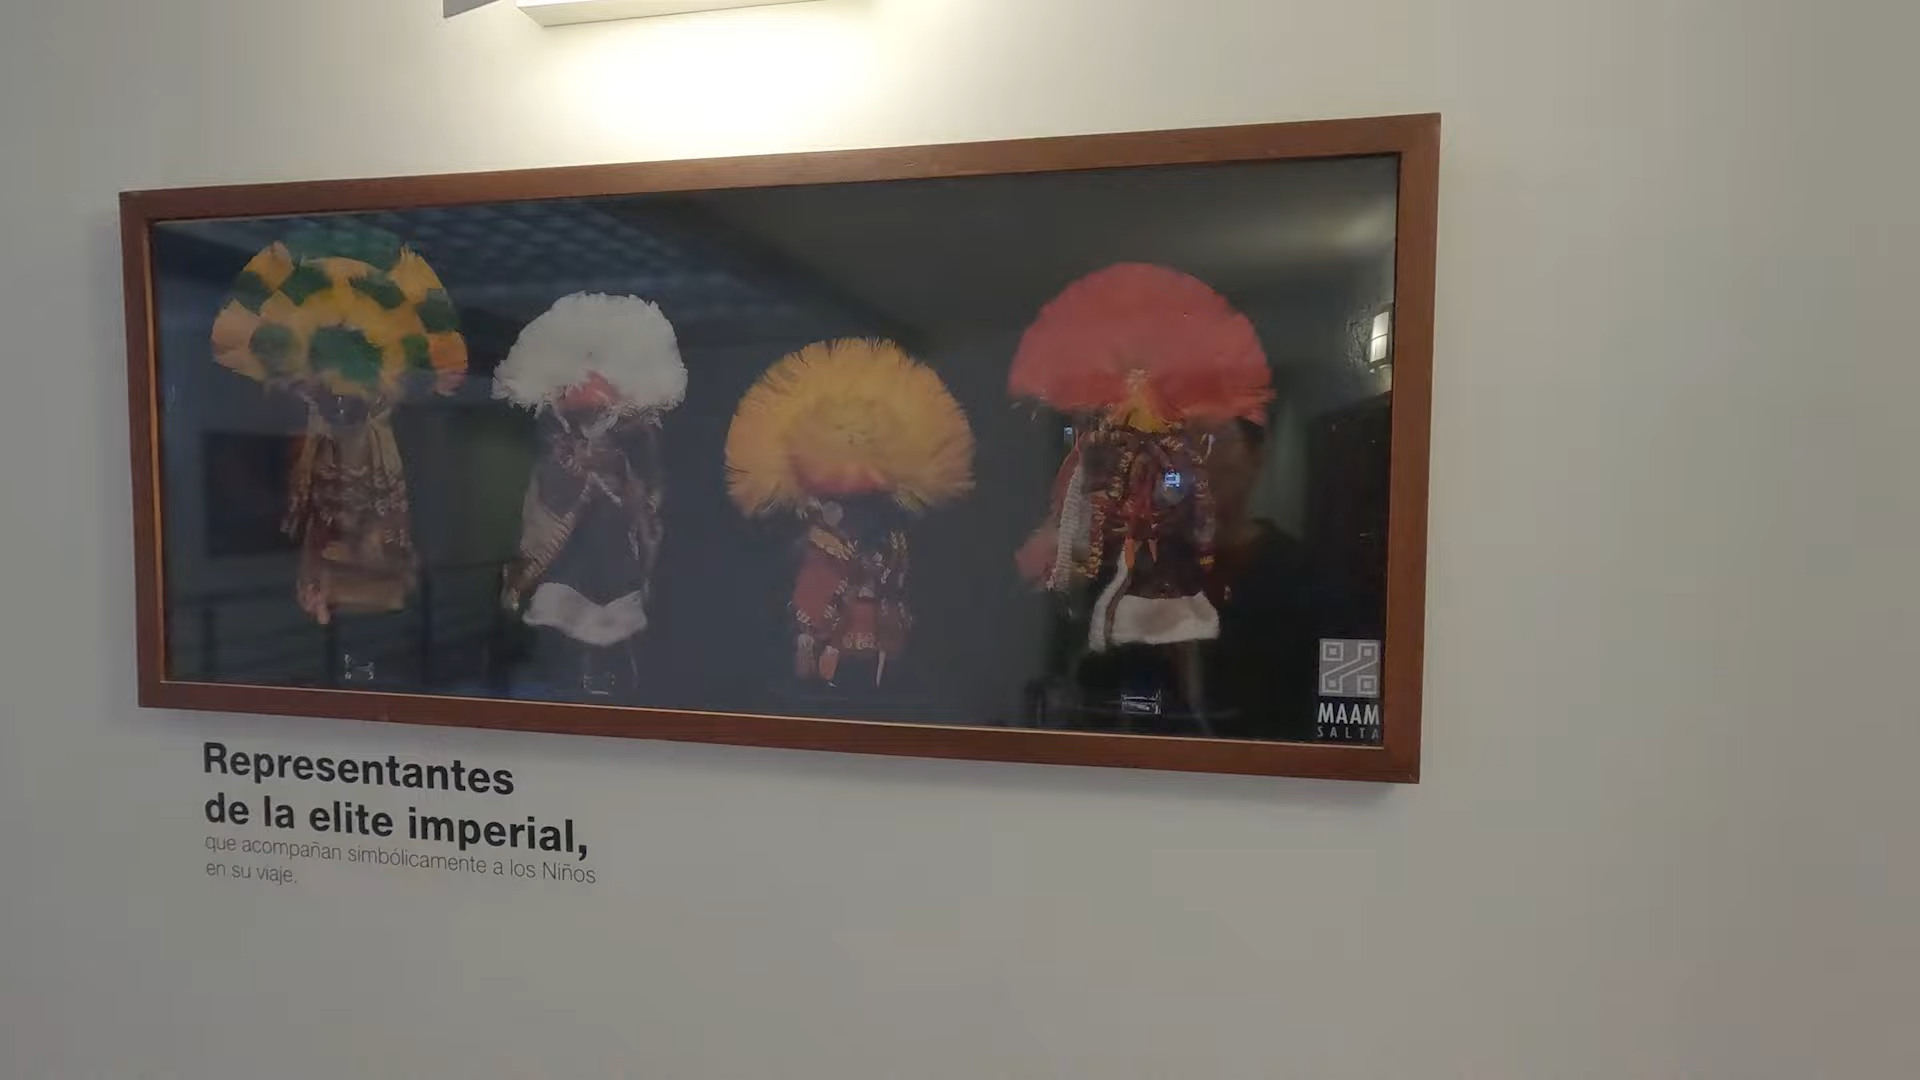 MAAM
SALTA
Representantes
de la elite imperial,
que acompañan simbólicamente a los Niños
en su viaje.